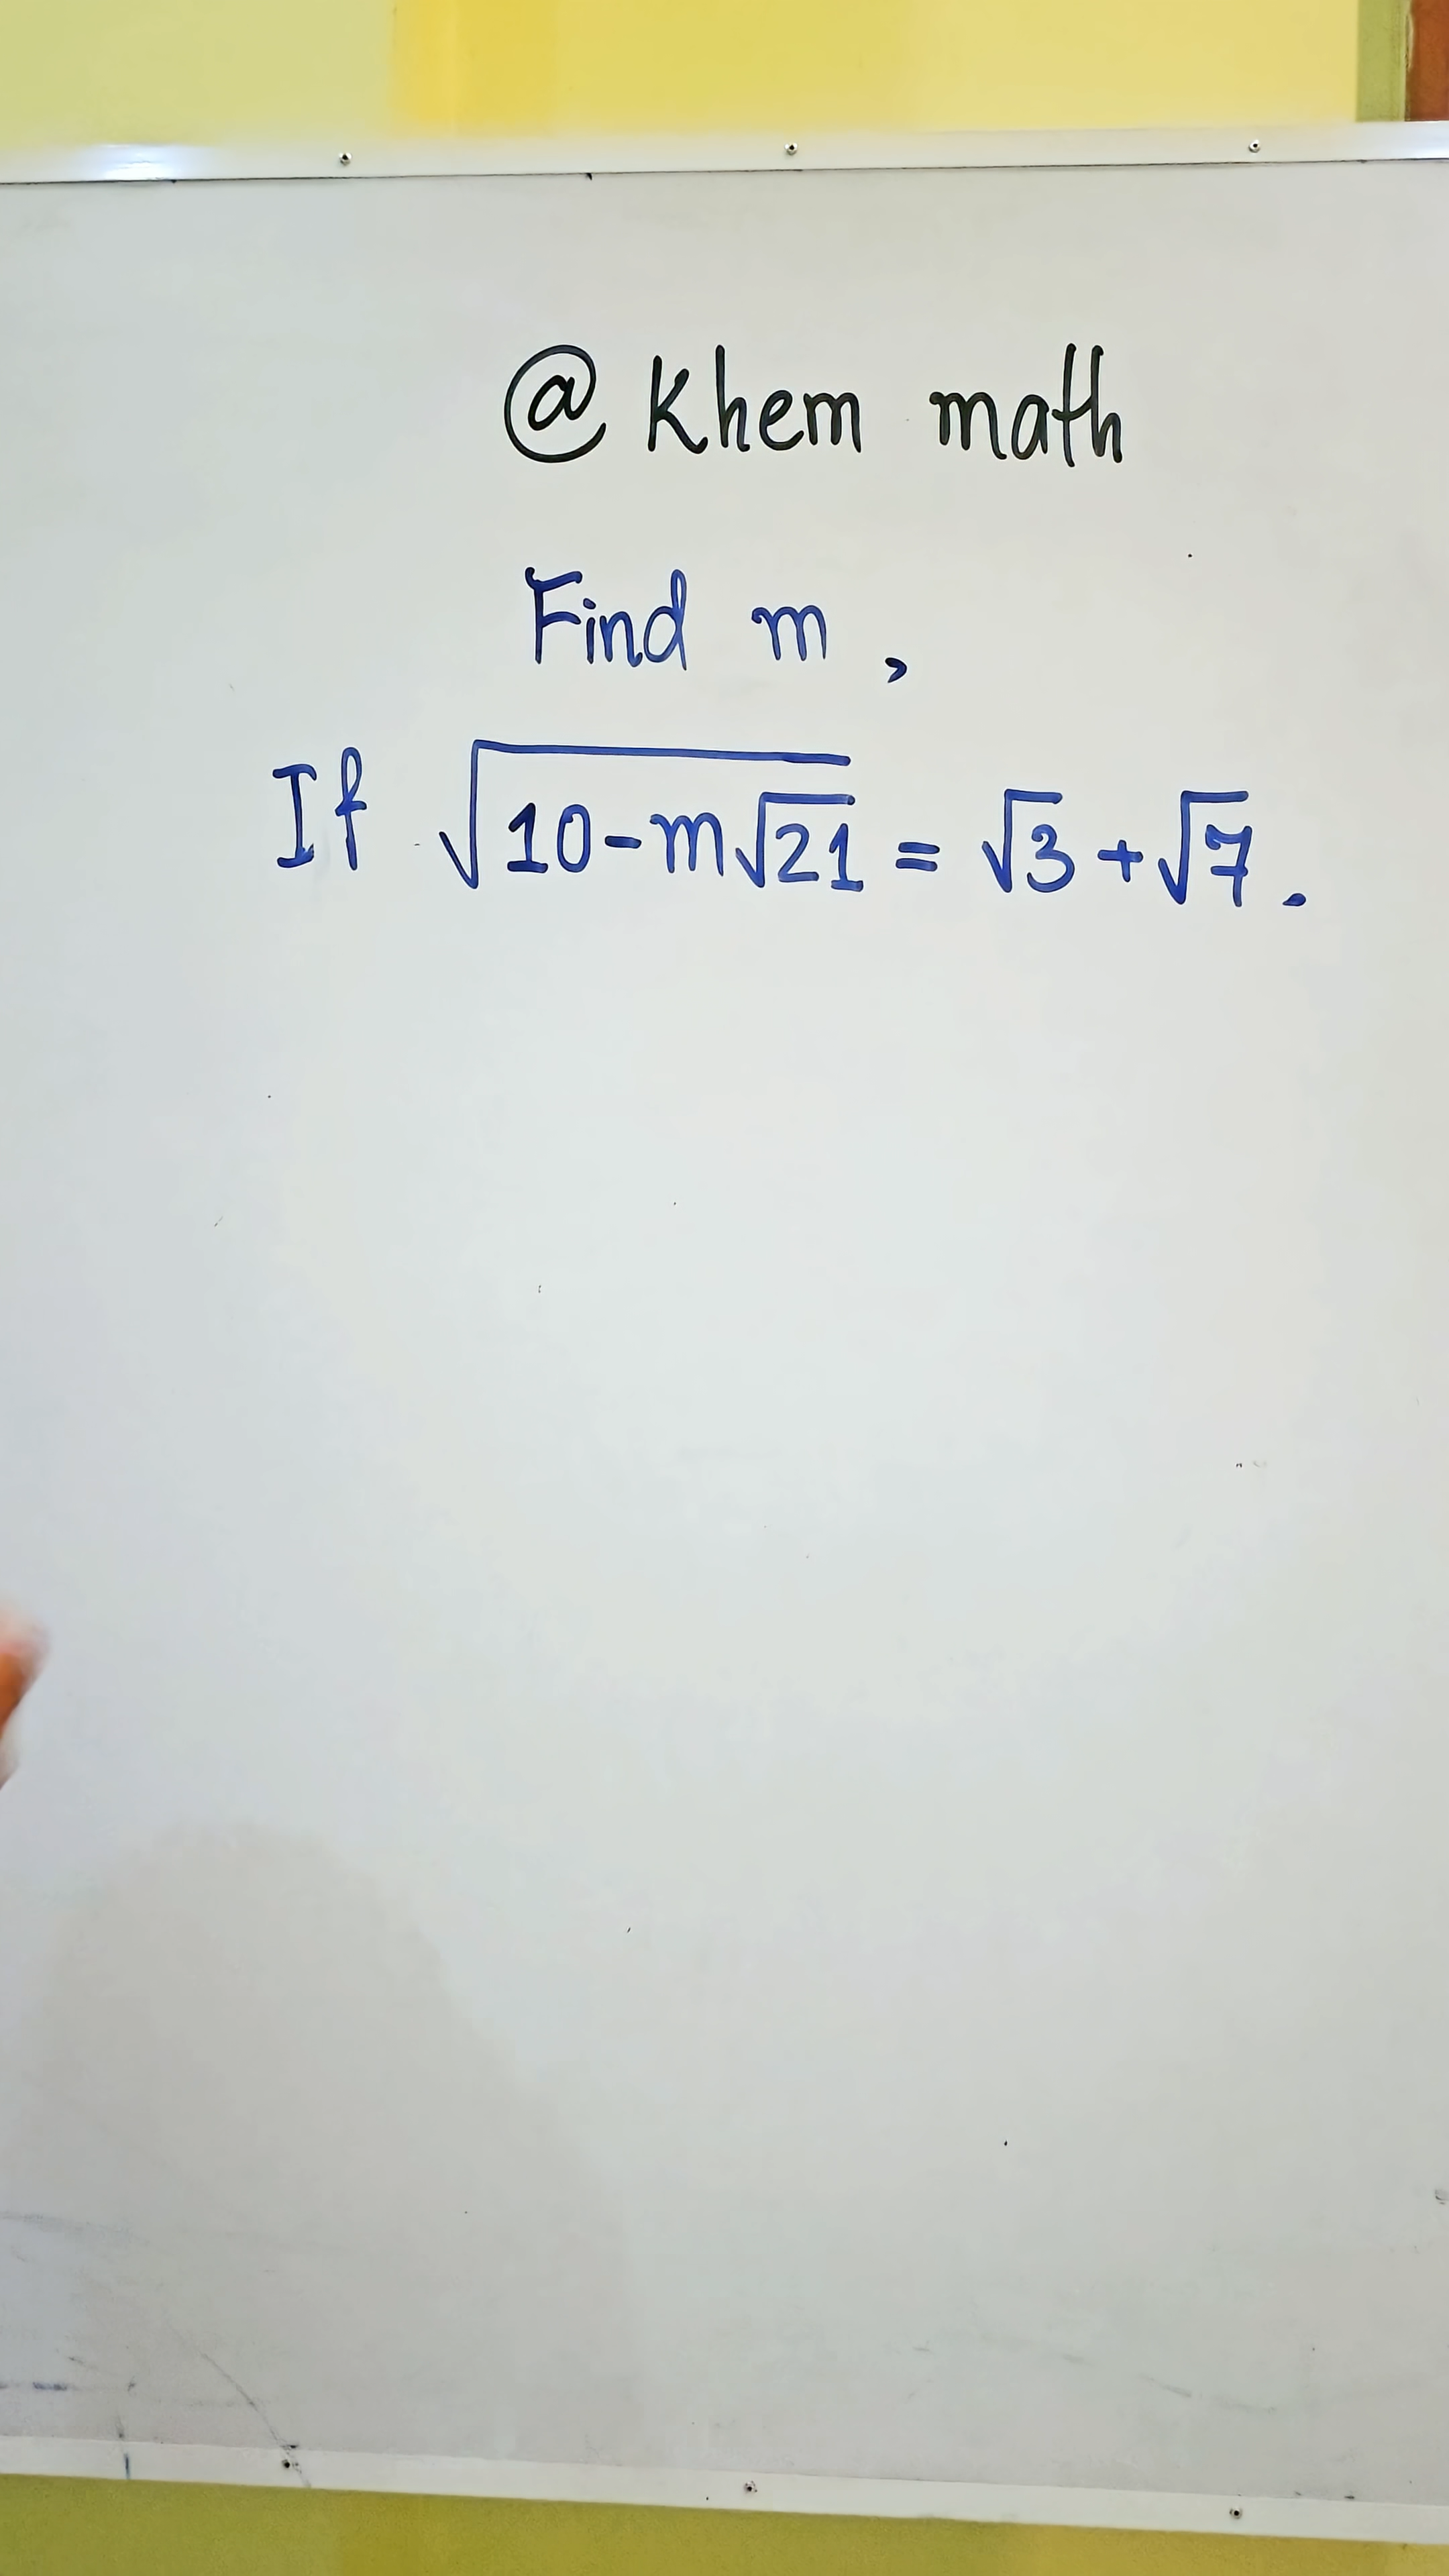 @ Khem math
Find m,
If √(10-m√21) = √3+√7.